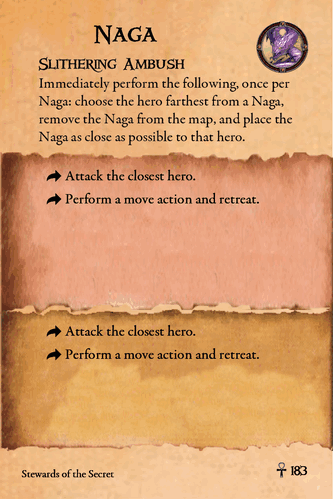 Naga
Slithering Ambush
Immediately perform the following, once per
Naga: choose the hero farthest from a Naga,
remove the Naga from the map, and place the
Naga as close as possible to that hero.
Attack the closest hero.
Perform a move action and retreat.
Attack the closest hero.
Perform a move action and retreat.
Stewards of the Secret
183